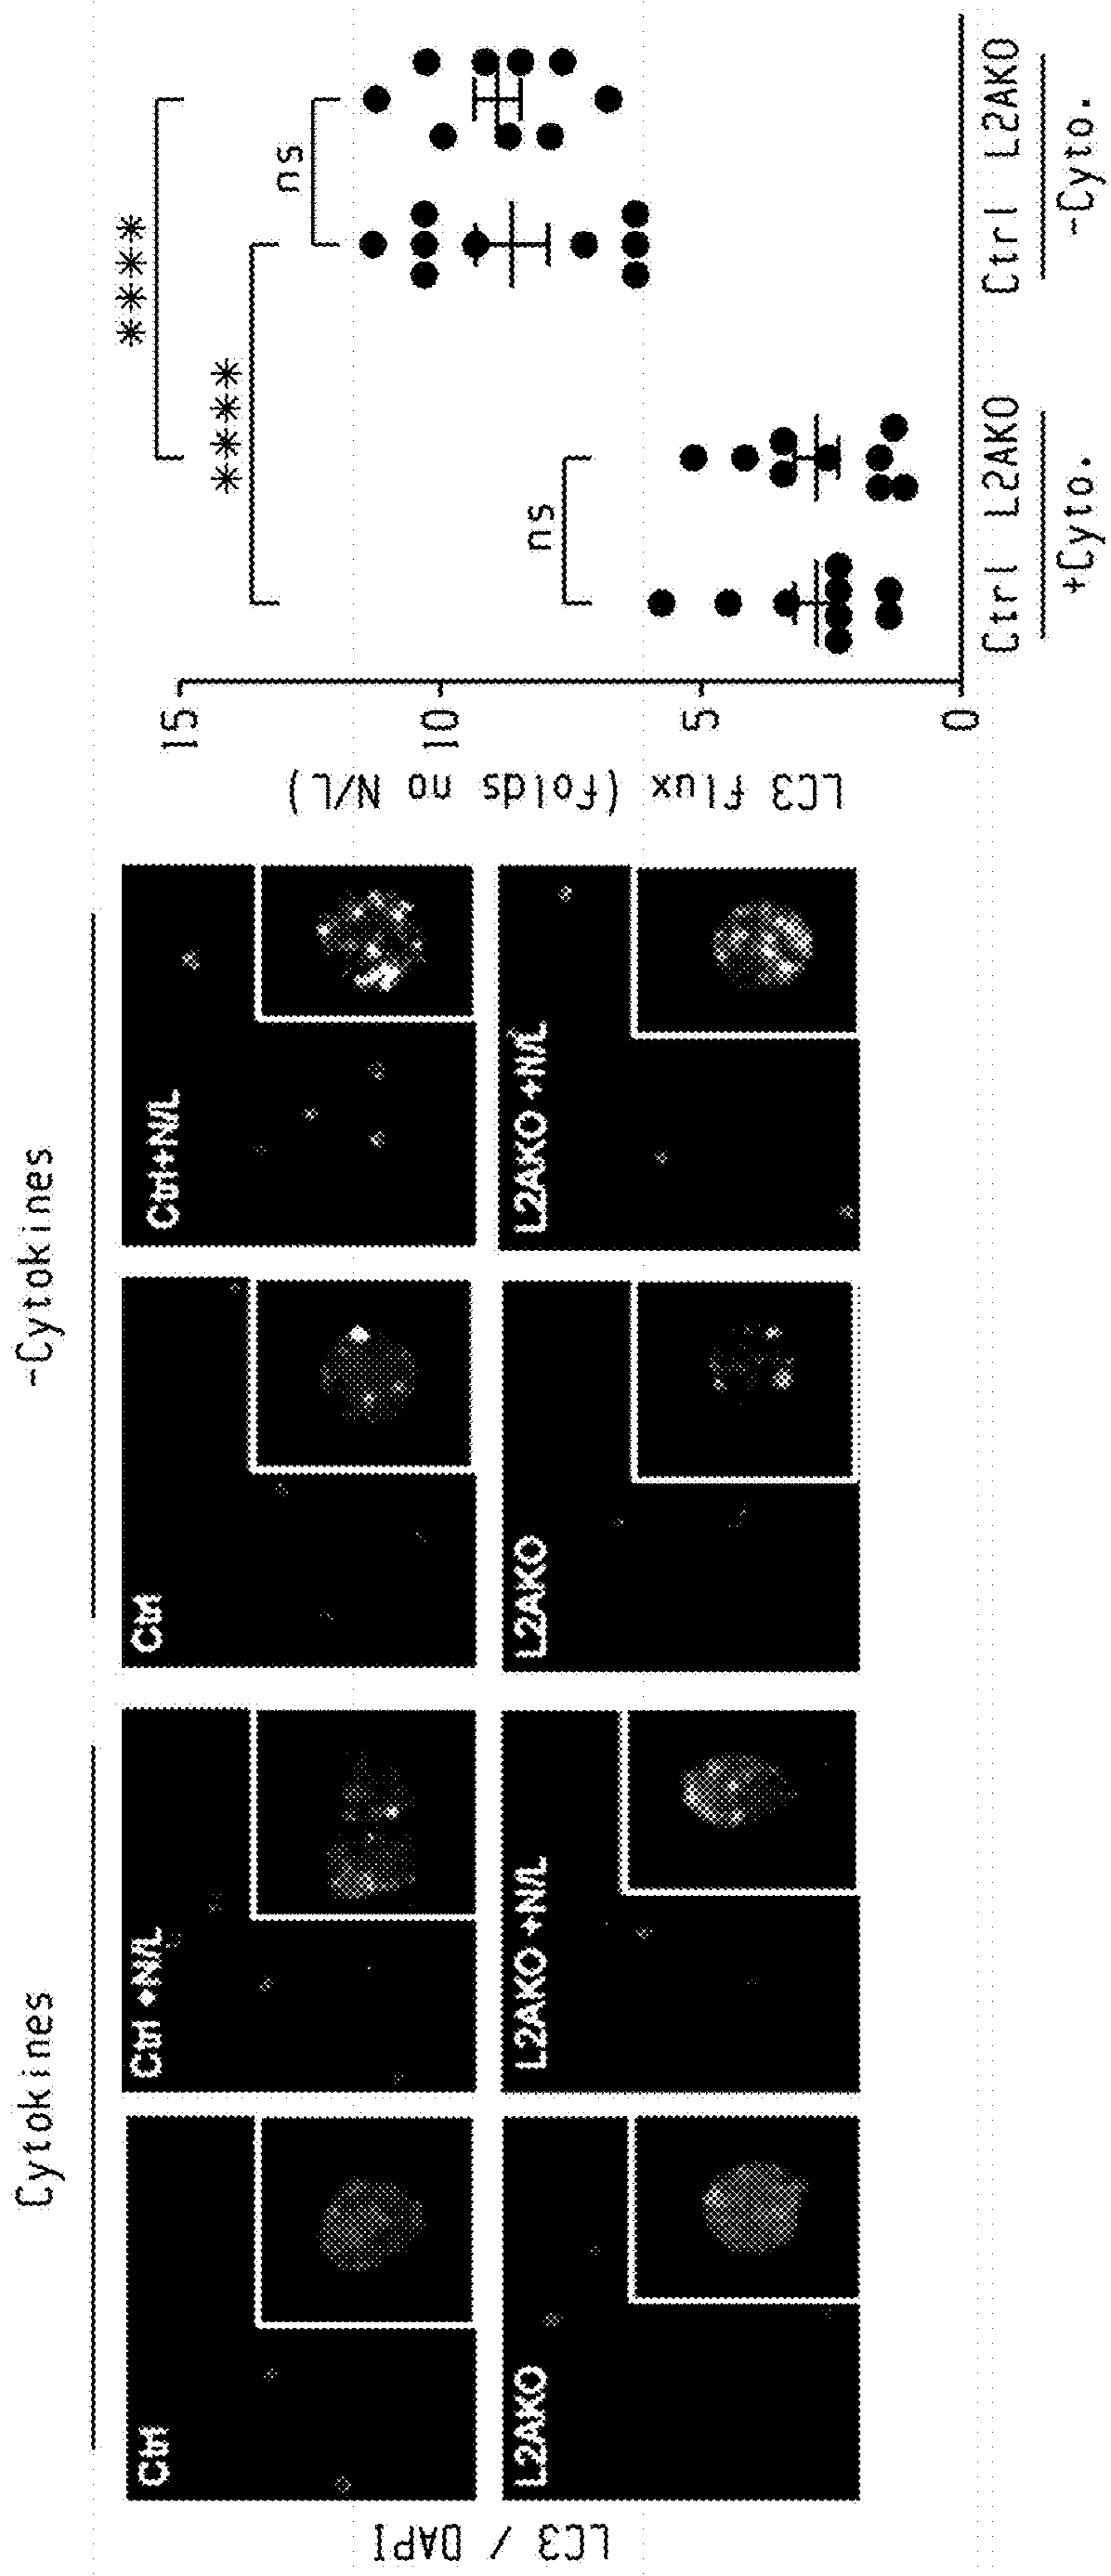 Cytokines
-Cytokines
LC3 / DAPI
Ctrl
Ctrl +N/L
Ctrl
Ctrl+N/L
L2AKO
L2AKO +N/L
L2AKO
L2AKO +N/L
LC3 flux (folds no N/L)
15
10
5
0
****
****
ns
ns
Ctrl L2AKO
Ctrl L2AKO
+Cyto.
-Cyto.